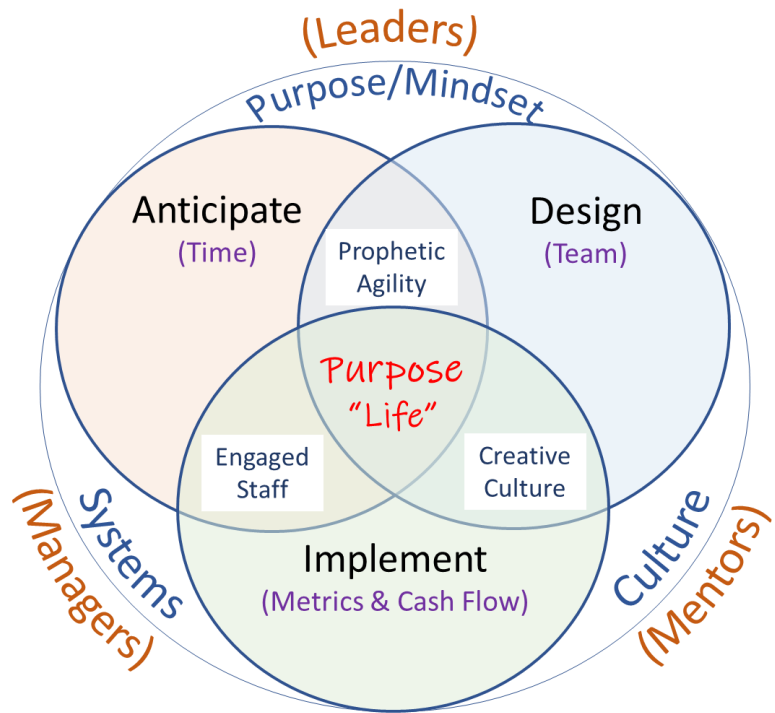 (Leaders)
Purpose/Mindset
Anticipate
(Time)
Design
(Team)
Prophetic
Agility
Purpose
“Life”
Engaged
Staff
Creative
Culture
Systems
(Managers)
Culture
(Mentors)
Implement
(Metrics & Cash Flow)